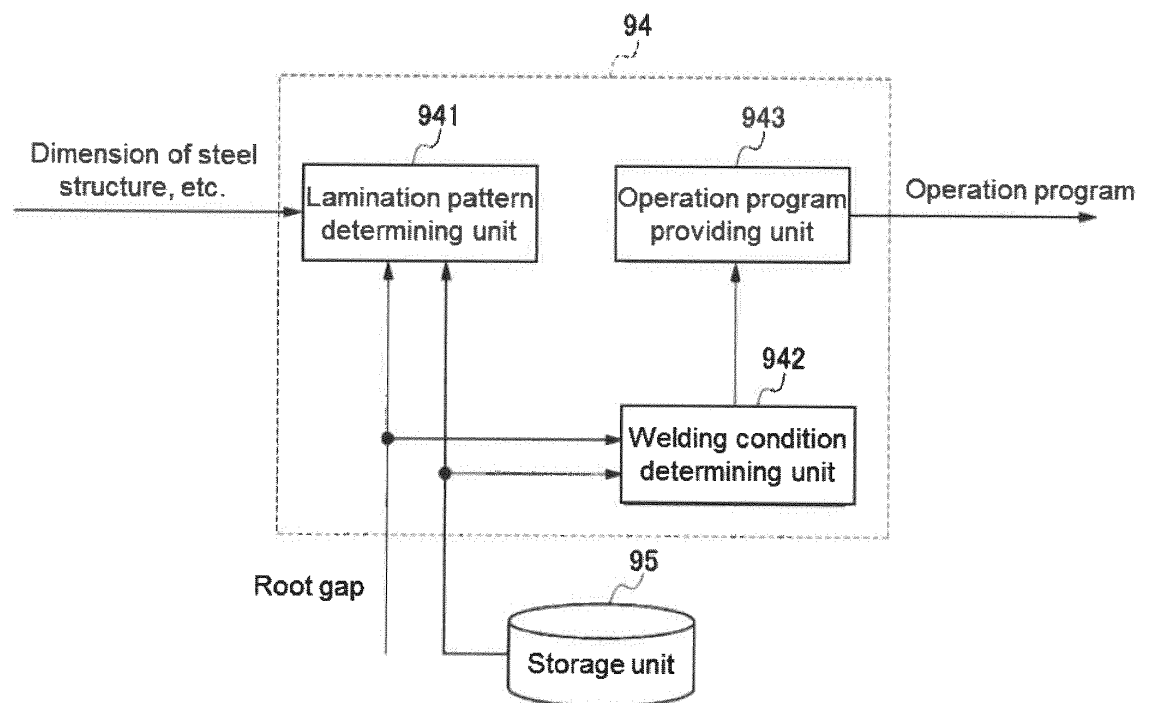 94
941
943
Dimension of steel
structure, etc.
Lamination pattern
determining unit
Operation program
providing unit
Operation program
942
Welding condition
determining unit
Root gap
95
Storage unit